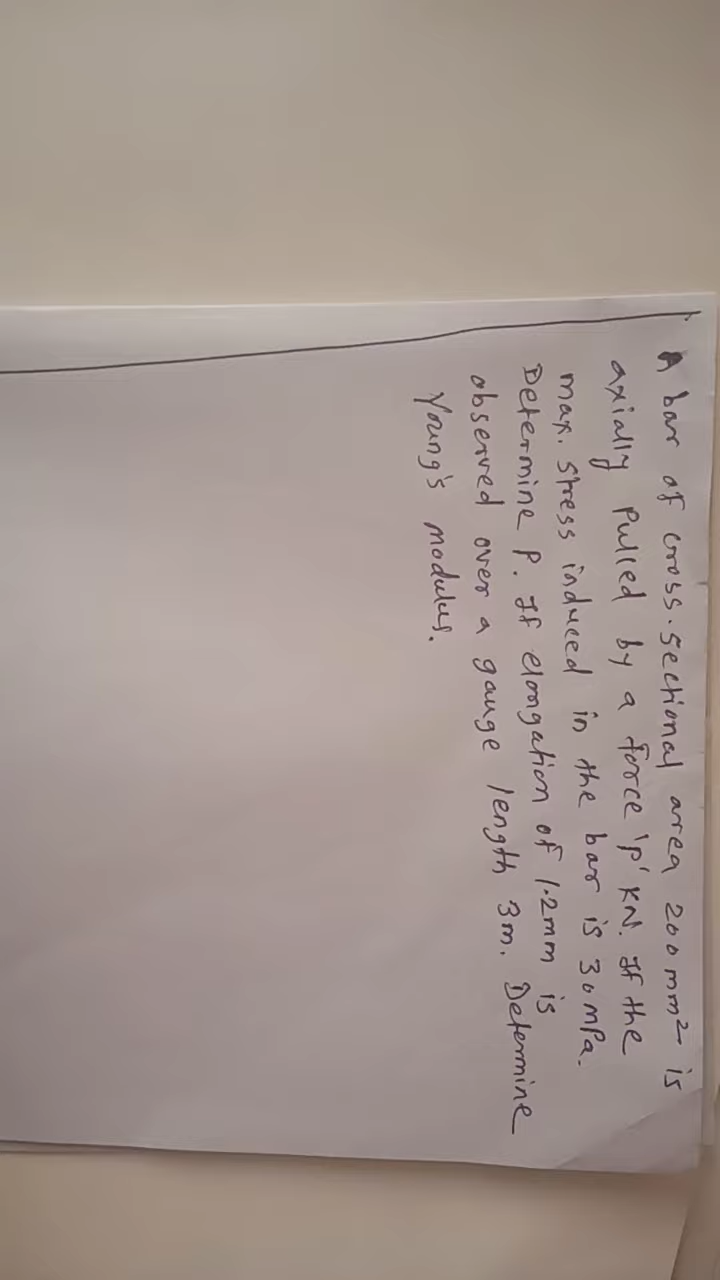 A bar of cross-sectional area 200 mm² is
axially Pulled by a force 'p' KN. If the
max. stress induced in the bar is 30 mPa.
Determine P. If elongation of 1.2mm is
observed over a gauge length 3m. Determine
Young's modulus.